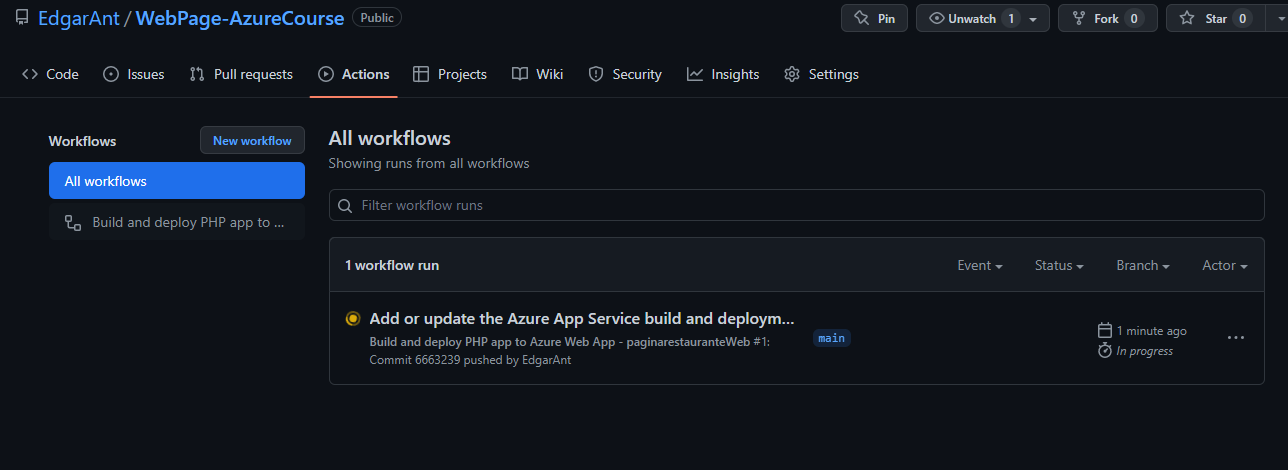 EdgarAnt / WebPage-AzureCourse Public
Pin Unwatch 1 Fork 0 Star 0
Code Issues Pull requests Actions Projects Wiki Security Insights Settings
Workflows New workflow
All workflows
Build and deploy PHP app to ...
All workflows
Showing runs from all workflows
Filter workflow runs
1 workflow run Event Status Branch Actor
Add or update the Azure App Service build and deploym...
Build and deploy PHP app to Azure Web App - paginarestauranteWeb #1:
Commit 6663239 pushed by EdgarAnt
main
1 minute ago
In progress